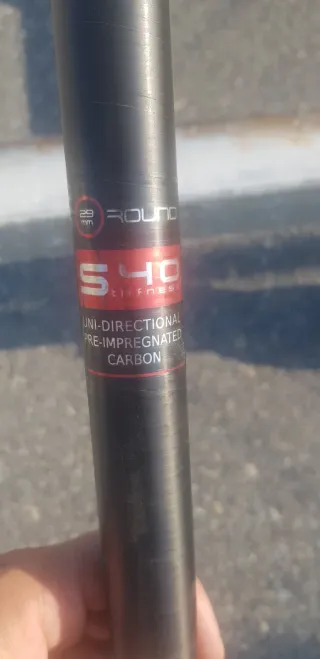 29 mm ROUND
S 40
stiffness
UNI-DIRECTIONAL
PRE-IMPREGNATED
CARBON